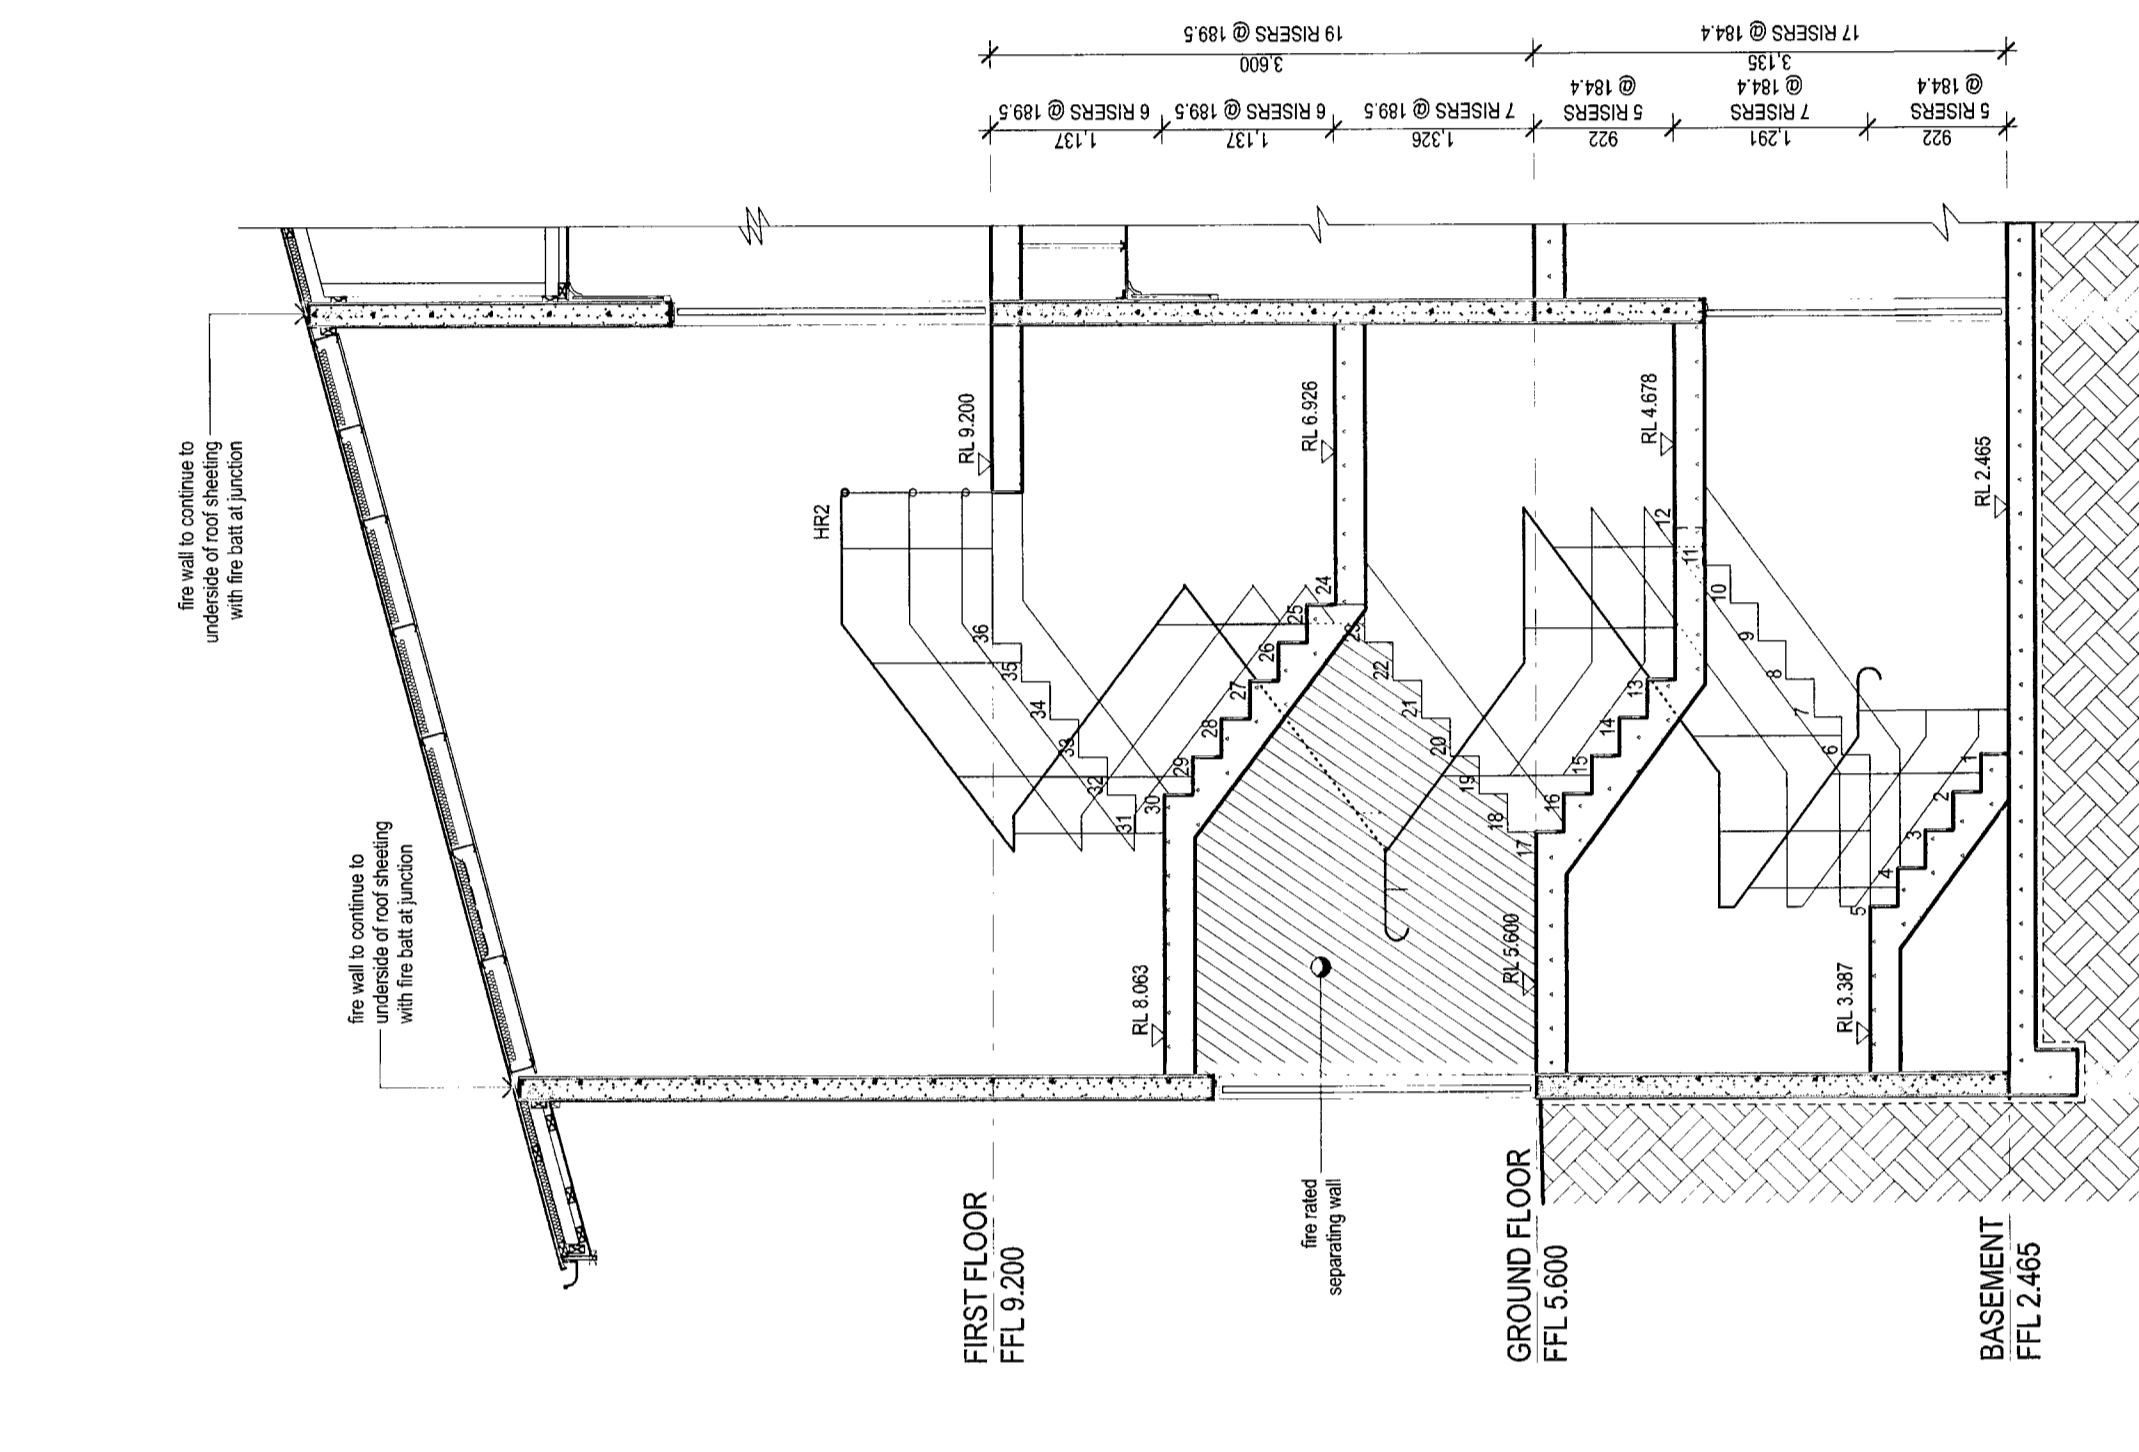 fire wall to continue to
underside of roof sheeting
with fire batt at junction
fire wall to continue to
underside of roof sheeting
with fire batt at junction
19 RISERS @ 189.5
3,600
17 RISERS @ 184.4
3,135
6 RISERS @ 189.5
1,137
6 RISERS @ 189.5
1,137
7 RISERS @ 189.5
1,326
5 RISERS
@ 184.4
922
7 RISERS
@ 184.4
1,291
5 RISERS
@ 184.4
922
HR2
RL 9.200
RL 6.926
RL 4.678
RL 2.465
RL 8.063
RL 5.600
RL 3.387
36
35
34
33
32
31
30
29
28
27
26
25
24
23
22
21
20
19
18
17
16
15
14
13
12
11
10
9
8
7
6
5
4
3
2
1
fire rated
separating wall
FIRST FLOOR
FFL 9.200
GROUND FLOOR
FFL 5.600
BASEMENT
FFL 2.465